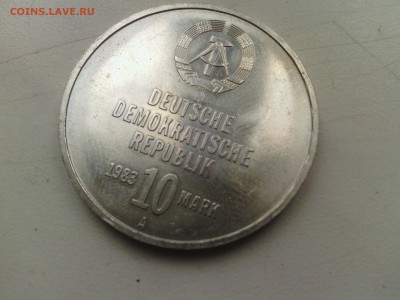 COINS.LAVE.RU
DEUTSCHE
DEMOKRATISCHE
REPUBLIK
1983 10 MARK
A